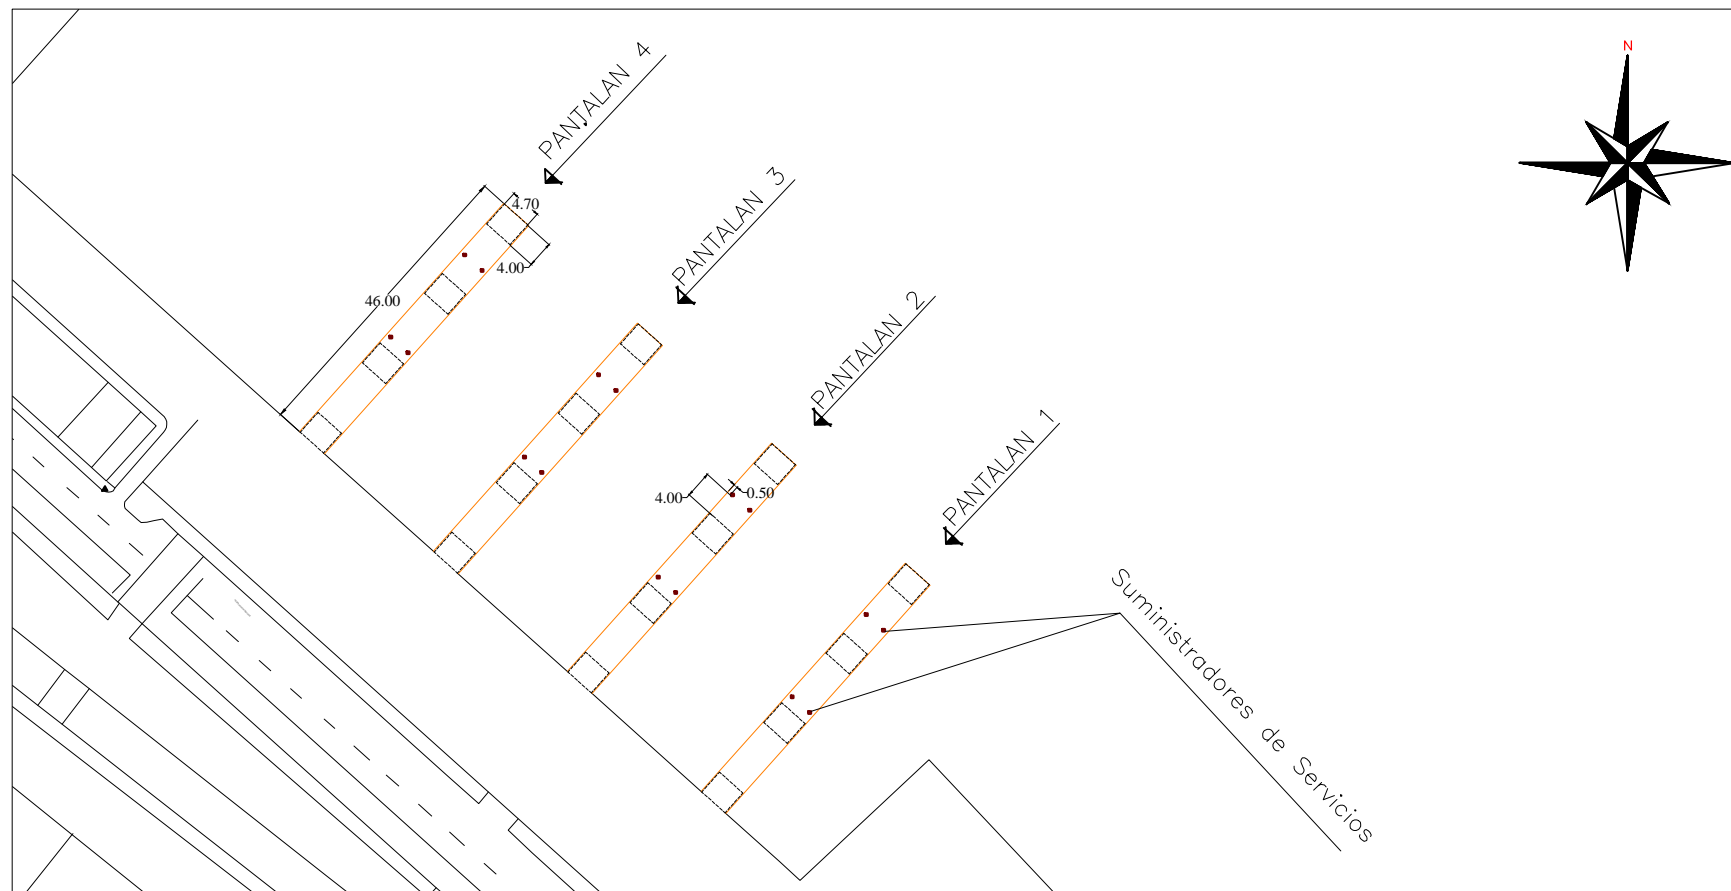 N
PANTALAN 4
4.70
4.00
46.00
PANTALAN 3
PANTALAN 2
4.00
0.50
PANTALAN 1
Suministradores de Servicios